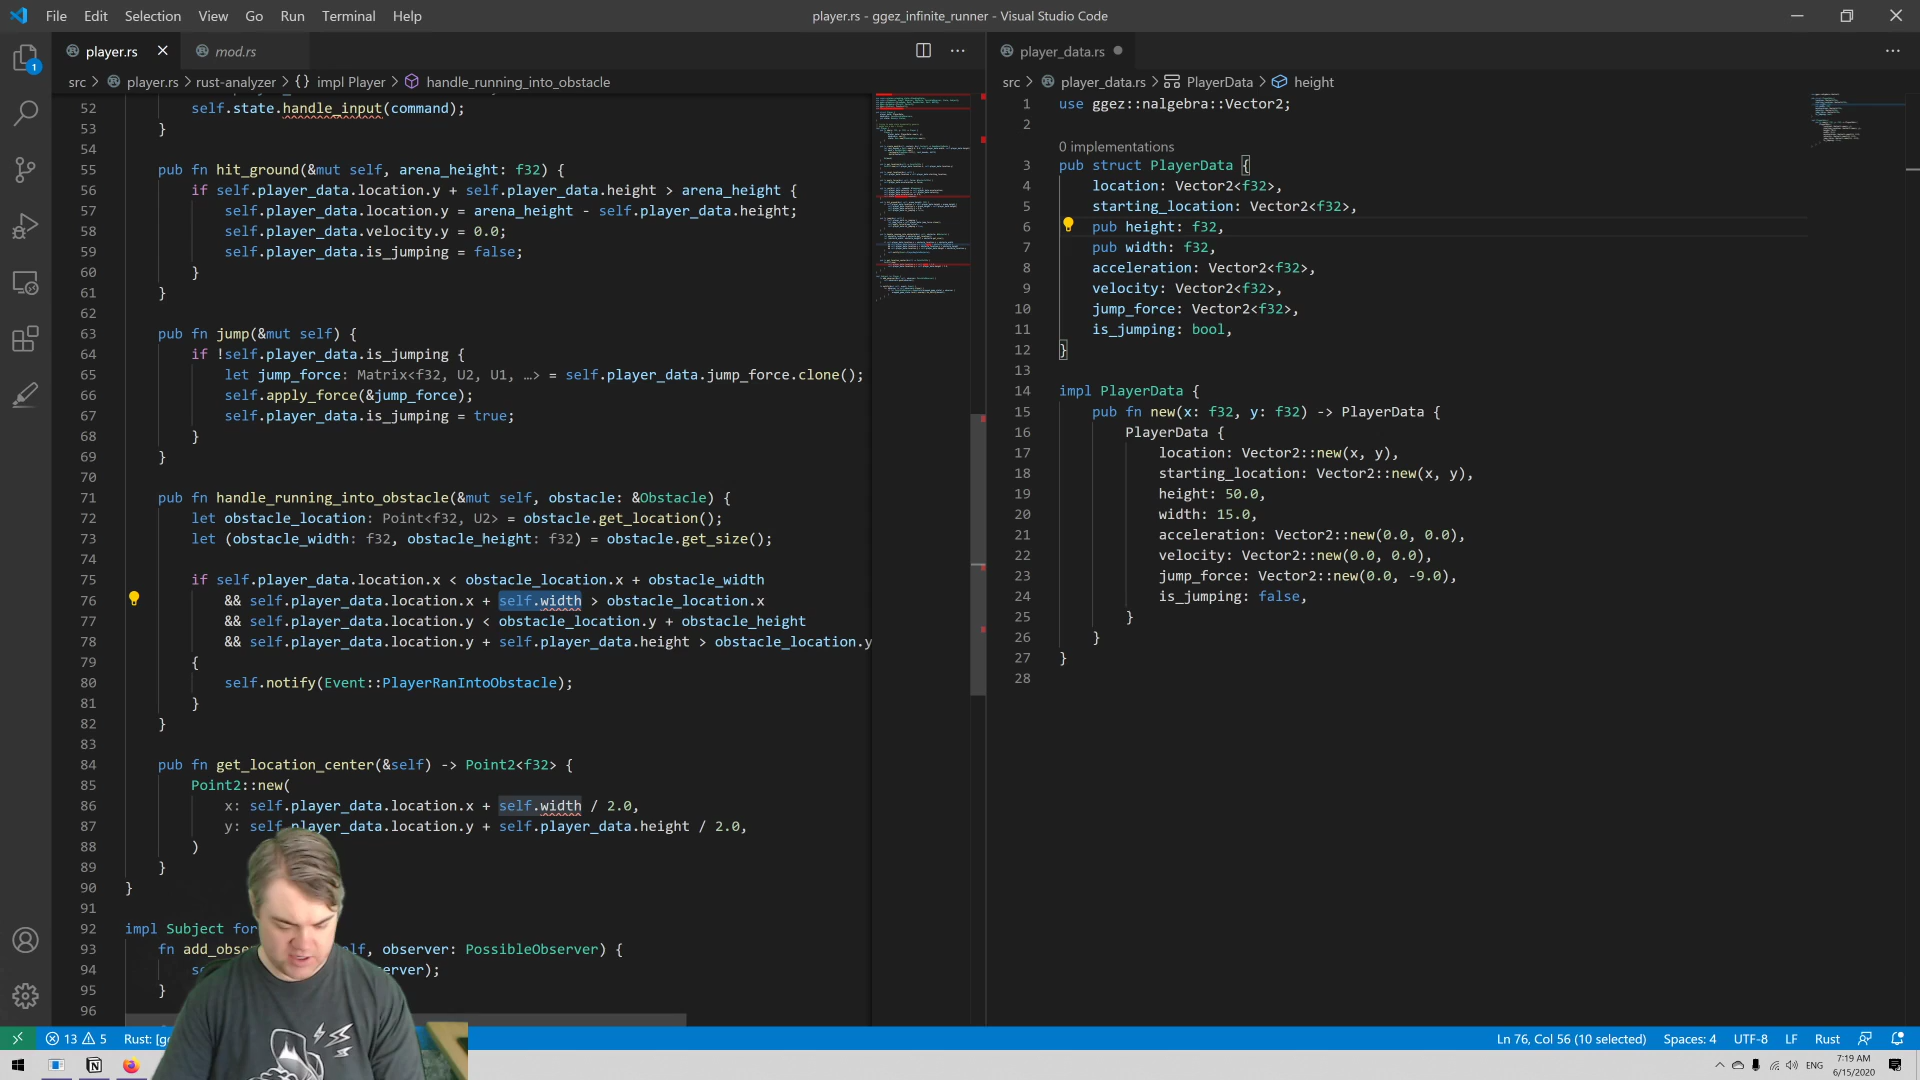 File Edit Selection View Go Run Terminal Help
player.rs - ggez_infinite_runner - Visual Studio Code
player.rs
mod.rs
src > player.rs > rust-analyzer > {} impl Player > handle_running_into_obstacle
52 self.state.handle_input(command);
53 }
54
55 pub fn hit_ground(&mut self, arena_height: f32) {
56 if self.player_data.location.y + self.player_data.height > arena_height {
57 self.player_data.location.y = arena_height - self.player_data.height;
58 self.player_data.velocity.y = 0.0;
59 self.player_data.is_jumping = false;
60 }
61 }
62
63 pub fn jump(&mut self) {
64 if !self.player_data.is_jumping {
65 let jump_force: Matrix<f32, U2, U1, …> = self.player_data.jump_force.clone();
66 self.apply_force(&jump_force);
67 self.player_data.is_jumping = true;
68 }
69 }
70
71 pub fn handle_running_into_obstacle(&mut self, obstacle: &Obstacle) {
72 let obstacle_location: Point<f32, U2> = obstacle.get_location();
73 let (obstacle_width: f32, obstacle_height: f32) = obstacle.get_size();
74
75 if self.player_data.location.x < obstacle_location.x + obstacle_width
76 && self.player_data.location.x + self.width > obstacle_location.x
77 && self.player_data.location.y < obstacle_location.y + obstacle_height
78 && self.player_data.location.y + self.player_data.height > obstacle_location.y
79 {
80 self.notify(Event::PlayerRanIntoObstacle);
81 }
82 }
83
84 pub fn get_location_center(&self) -> Point2<f32> {
85 Point2::new(
86 x: self.player_data.location.x + self.width / 2.0,
87 y: self.player_data.location.y + self.player_data.height / 2.0,
88 )
89 }
90 }
91
92 impl Subject for
93 fn add_obse lf, observer: PossibleObserver) {
94 se erver);
95 }
96
player_data.rs
src > player_data.rs > PlayerData > height
1 use ggez::nalgebra::Vector2;
2
0 implementations
3 pub struct PlayerData {
4 location: Vector2<f32>,
5 starting_location: Vector2<f32>,
6 pub height: f32,
7 pub width: f32,
8 acceleration: Vector2<f32>,
9 velocity: Vector2<f32>,
10 jump_force: Vector2<f32>,
11 is_jumping: bool,
12 }
13
14 impl PlayerData {
15 pub fn new(x: f32, y: f32) -> PlayerData {
16 PlayerData {
17 location: Vector2::new(x, y),
18 starting_location: Vector2::new(x, y),
19 height: 50.0,
20 width: 15.0,
21 acceleration: Vector2::new(0.0, 0.0),
22 velocity: Vector2::new(0.0, 0.0),
23 jump_force: Vector2::new(0.0, -9.0),
24 is_jumping: false,
25 }
26 }
27 }
28
1
13 5 Rust: [g
Ln 76, Col 56 (10 selected) Spaces: 4 UTF-8 LF Rust
ENG
7:19 AM
6/15/2020